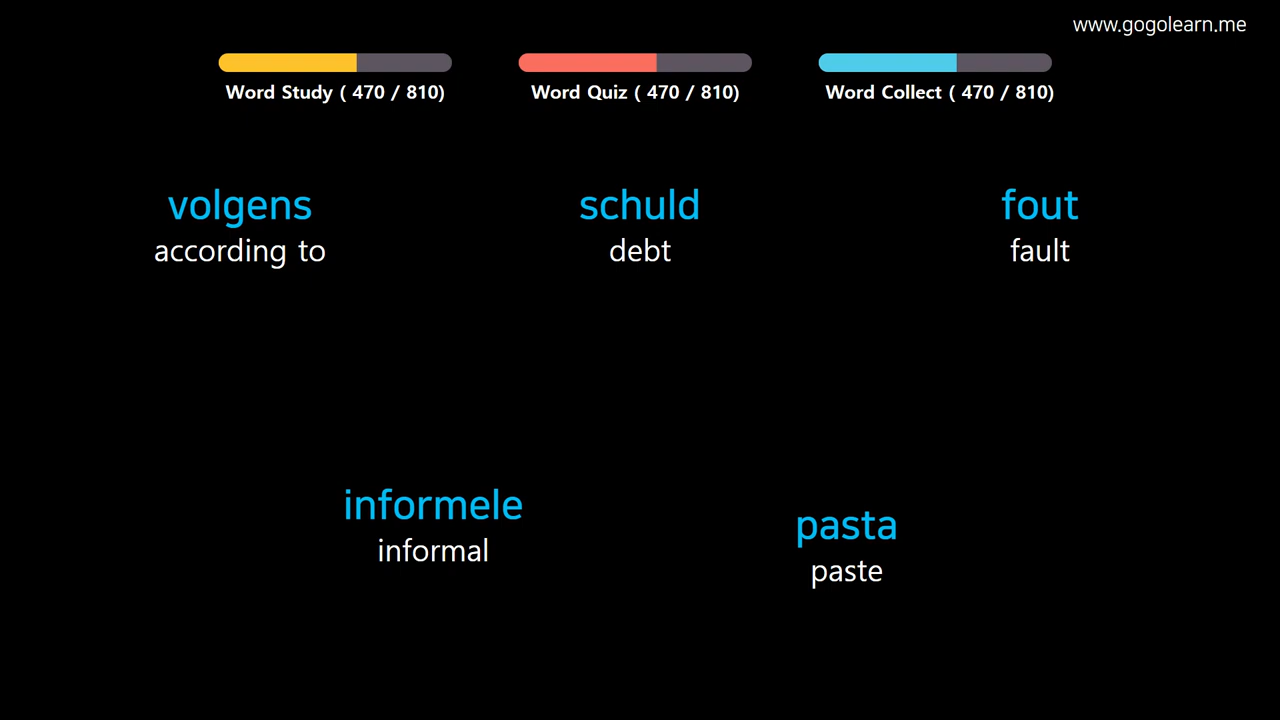 www.gogolearn.me
Word Study ( 470 / 810)
Word Quiz ( 470 / 810)
Word Collect ( 470 / 810)
volgens
according to
schuld
debt
fout
fault
informele
informal
pasta
paste